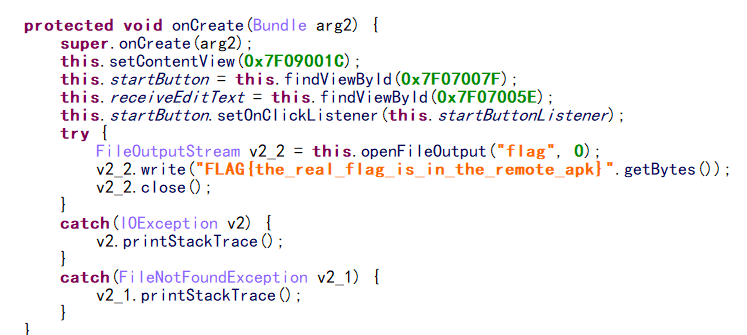 protected void onCreate(Bundle arg2) {
    super.onCreate(arg2);
    this.setContentView(0x7F09001C);
    this.startButton = this.findViewById(0x7F07007F);
    this.receiveEditText = this.findViewById(0x7F07005E);
    this.startButton.setOnClickListener(this.startButtonListener);
    try {
        FileOutputStream v2_2 = this.openFileOutput("flag", 0);
        v2_2.write("FLAG{the_real_flag_is_in_the_remote_apk}".getBytes());
        v2_2.close();
    }
    catch(IOException v2) {
        v2.printStackTrace();
    }
    catch(FileNotFoundException v2_1) {
        v2_1.printStackTrace();
    }
}